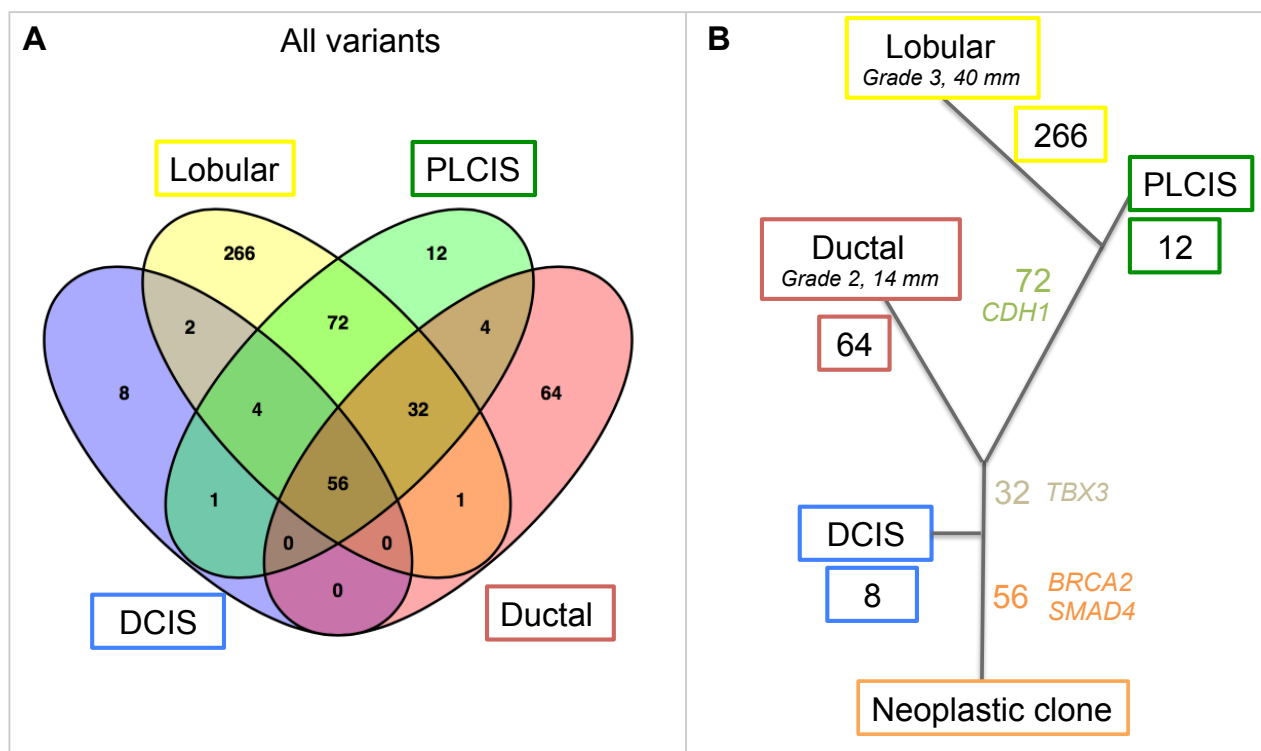 A
All variants
Lobular
PLCIS
266
12
2
72
4
8
4
32
64
56
1
1
0
0
0
DCIS
Ductal
B
Lobular
Grade 3, 40 mm
266
PLCIS
12
Ductal
Grade 2, 14 mm
64
72
CDH1
32 TBX3
DCIS
8
56 BRCA2
SMAD4
Neoplastic clone